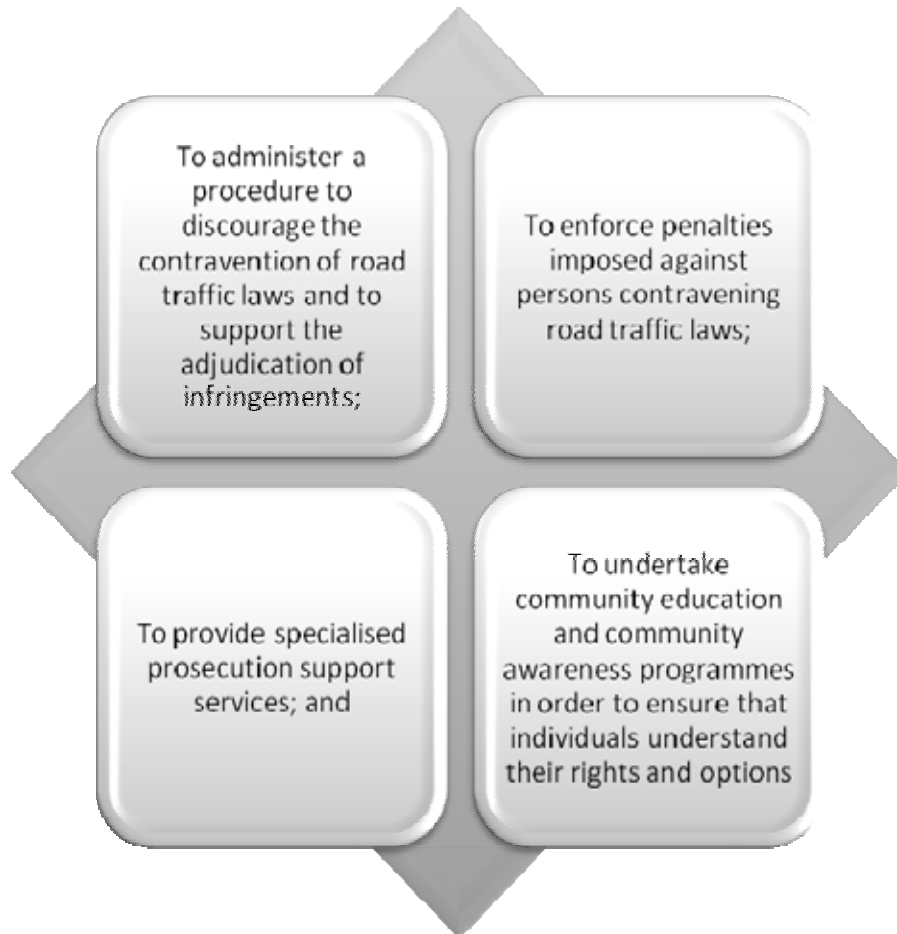 To administer a
procedure to
discourage the
contravention of road
traffic laws and to
support the
adjudication of
infringements;
To enforce penalties
imposed against
persons contravening
road traffic laws;
To provide specialised
prosecution support
services; and
To undertake
community education
and community
awareness programmes
in order to ensure that
individuals understand
their rights and options